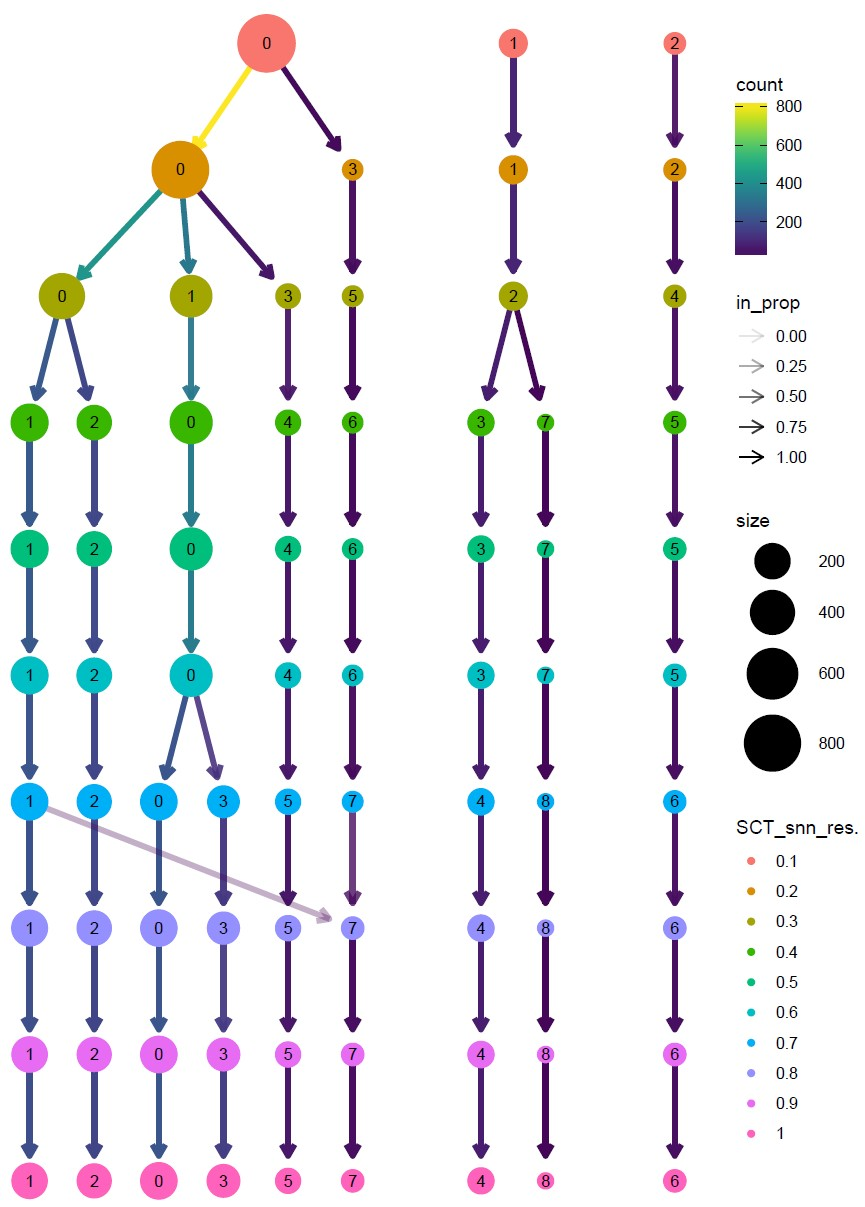 0 1 2
0 3 1 2
0 1 3 5 2 4
1 2 0 4 6 3 7 5
1 2 0 4 6 3 7 5
1 2 0 4 6 3 7 5
1 2 0 3 5 7 4 8 6
1 2 0 3 5 7 4 8 6
1 2 0 3 5 7 4 8 6
1 2 0 3 5 7 4 8 6
count
800
600
400
200
in_prop
0.00
0.25
0.50
0.75
1.00
size
200
400
600
800
SCT_snn_res.
0.1
0.2
0.3
0.4
0.5
0.6
0.7
0.8
0.9
1